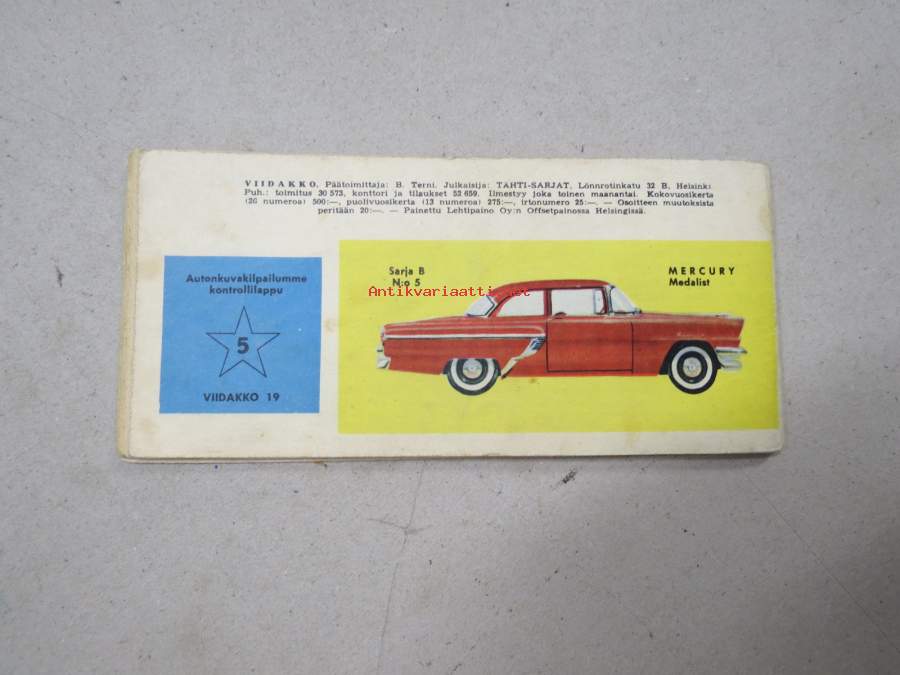 VIIDAKKO, Päätoimittaja: B. Terni. Julkaisija: TÄHTI-SARJAT, Lönnrotinkatu 32 B, Helsinki
Puh.: toimitus 30 573, konttori ja tilaukset 52 659. Ilmestyy joka toinen maanantai. Kokovuosikerta
(26 numeroa) 500:—, puolivuosikerta (13 numeroa) 275:—, irtonumero 25:—. — Osoitteen muutoksista
peritään 20:—. — Painettu Lehtipaino Oy:n Offsetpainossa Helsingissä.
Autonkuvakilpailumme
kontrollilappu
5
VIIDAKKO 19
Sarja B
N:o 5
MERCURY
Medalist
Antikvariaatti.net